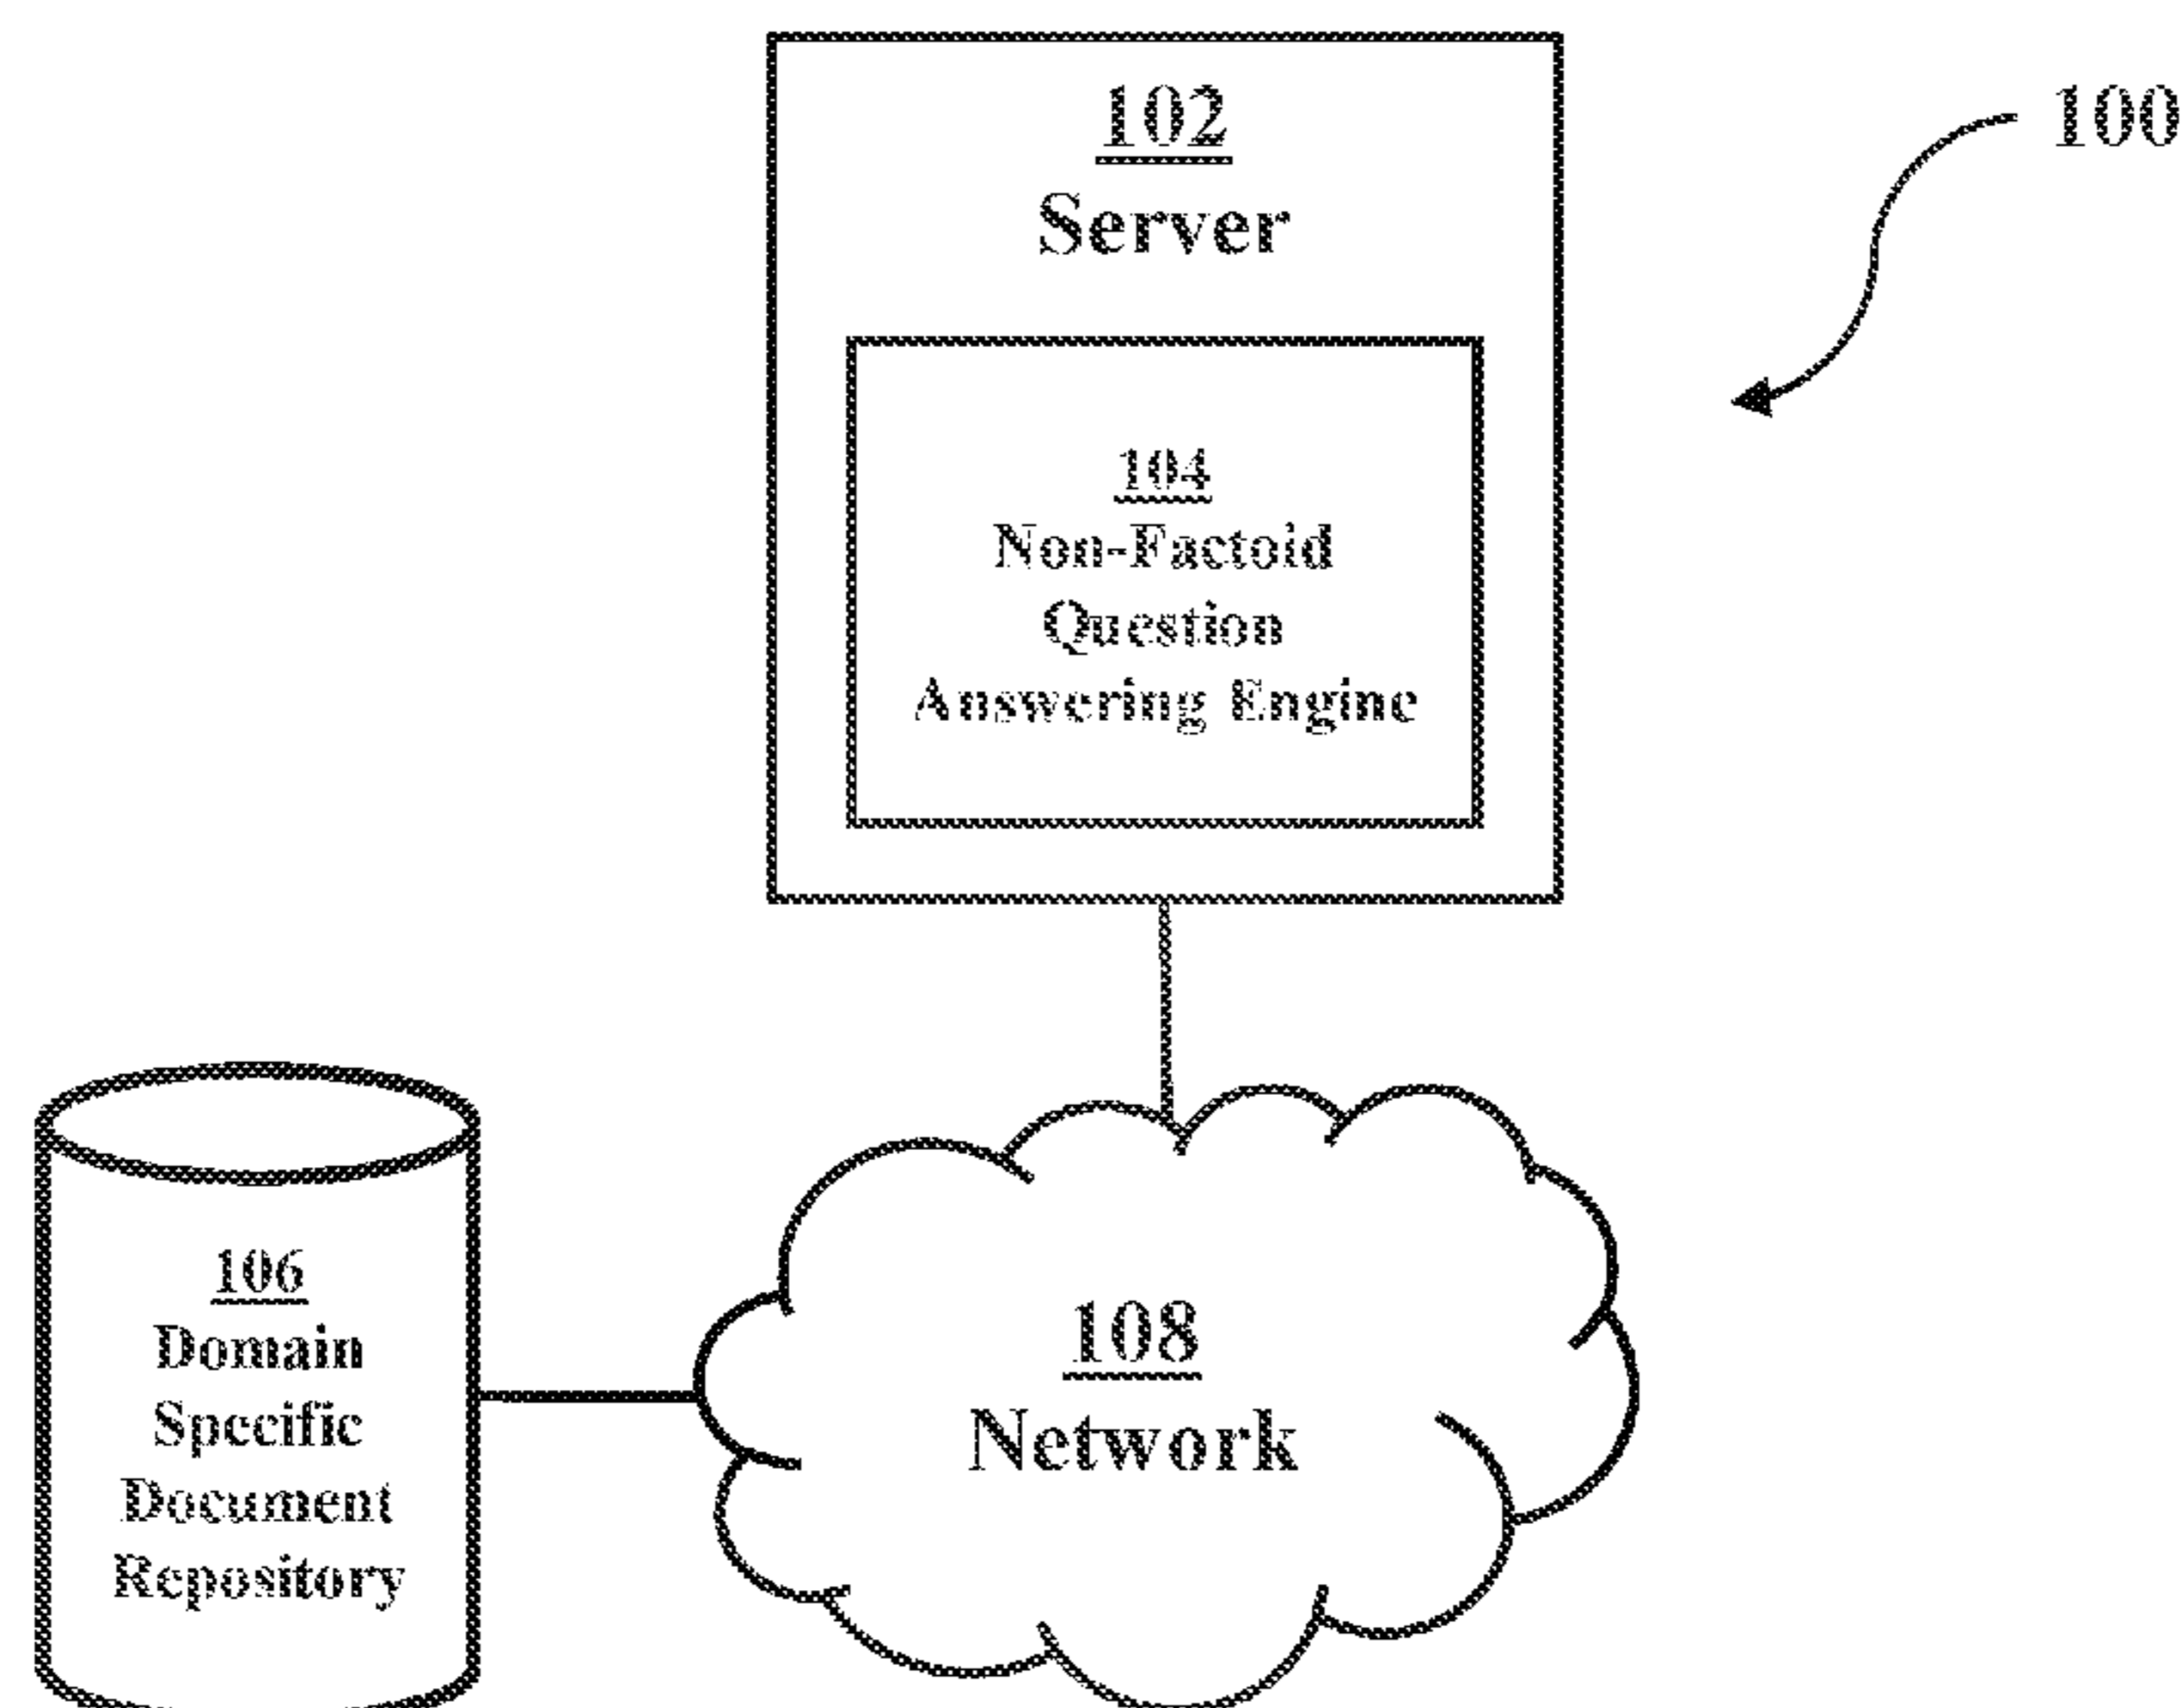 102
Server
100
104
Non-Factoid
Question
Answering Engine
106
Domain
Specific
Document
Repository
108
Network